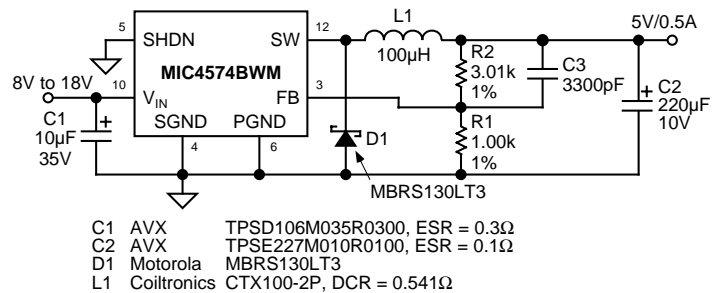 L1
5V/0.5A
5
SHDN
SW
12
100µH
R2
3.01k
1%
C3
3300pF
MIC4574BWM
8V to 18V
10
VIN
FB
3
C2
220µF
10V
C1
10µF
35V
SGND
PGND
4
6
D1
R1
1.00k
1%
MBRS130LT3
C1 AVX TPSD106M035R0300, ESR = 0.3Ω
C2 AVX TPSE227M010R0100, ESR = 0.1Ω
D1 Motorola MBRS130LT3
L1 Coiltronics CTX100-2P, DCR = 0.541Ω